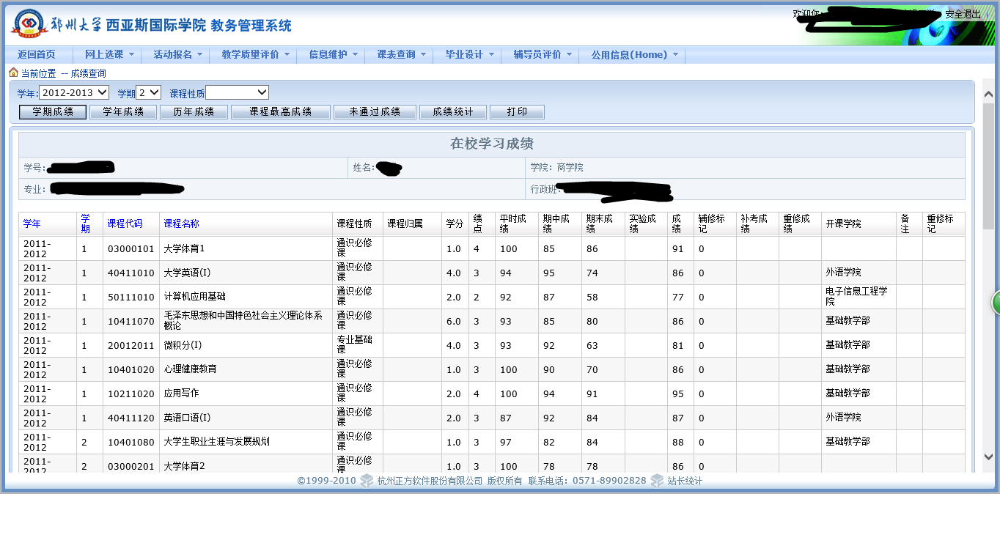 郑州大学 西亚斯国际学院 教务管理系统
欢迎您: 安全退出
返回首页 网上选课 活动报名 教学质量评价 信息维护 课表查询 毕业设计 辅导员评价 公用信息(Home)
当前位置 -- 成绩查询
学年: 2012-2013 学期 2 课程性质
学期成绩 学年成绩 历年成绩 课程最高成绩 未通过成绩 成绩统计 打印
在校学习成绩
学号: 姓名: 学院: 商学院
专业: 行政班:
学年 学期 课程代码 课程名称 课程性质 课程归属 学分 绩点 平时成绩 期中成绩 期末成绩 实验成绩 成绩 辅修标记 补考成绩 重修成绩 开课学院 备注 重修标记
2011-2012 1 03000101 大学体育1 通识必修课 1.0 4 100 85 86 91 0
2011-2012 1 40411010 大学英语(I) 通识必修课 4.0 3 94 95 74 86 0 外语学院
2011-2012 1 50111010 计算机应用基础 通识必修课 2.0 2 92 87 58 77 0 电子信息工程学院
2011-2012 1 10411070 毛泽东思想和中国特色社会主义理论体系概论 通识必修课 6.0 3 93 85 80 86 0 基础教学部
2011-2012 1 20012011 微积分(I) 专业基础课 4.0 3 93 92 63 81 0 基础教学部
2011-2012 1 10401020 心理健康教育 通识必修课 1.0 3 100 90 70 86 0 基础教学部
2011-2012 1 10211020 应用写作 通识必修课 2.0 4 100 94 91 95 0 基础教学部
2011-2012 1 40411120 英语口语(I) 通识必修课 2.0 3 87 92 84 87 0 外语学院
2011-2012 2 10401080 大学生职业生涯与发展规划 通识必修课 1.0 3 97 82 84 88 0 基础教学部
2011-2012 2 03000201 大学体育2 通识必修课 1.0 3 100 78 78 86 0
©1999-2010 杭州正方软件股份有限公司 版权所有 联系电话: 0571-89902828 站长统计